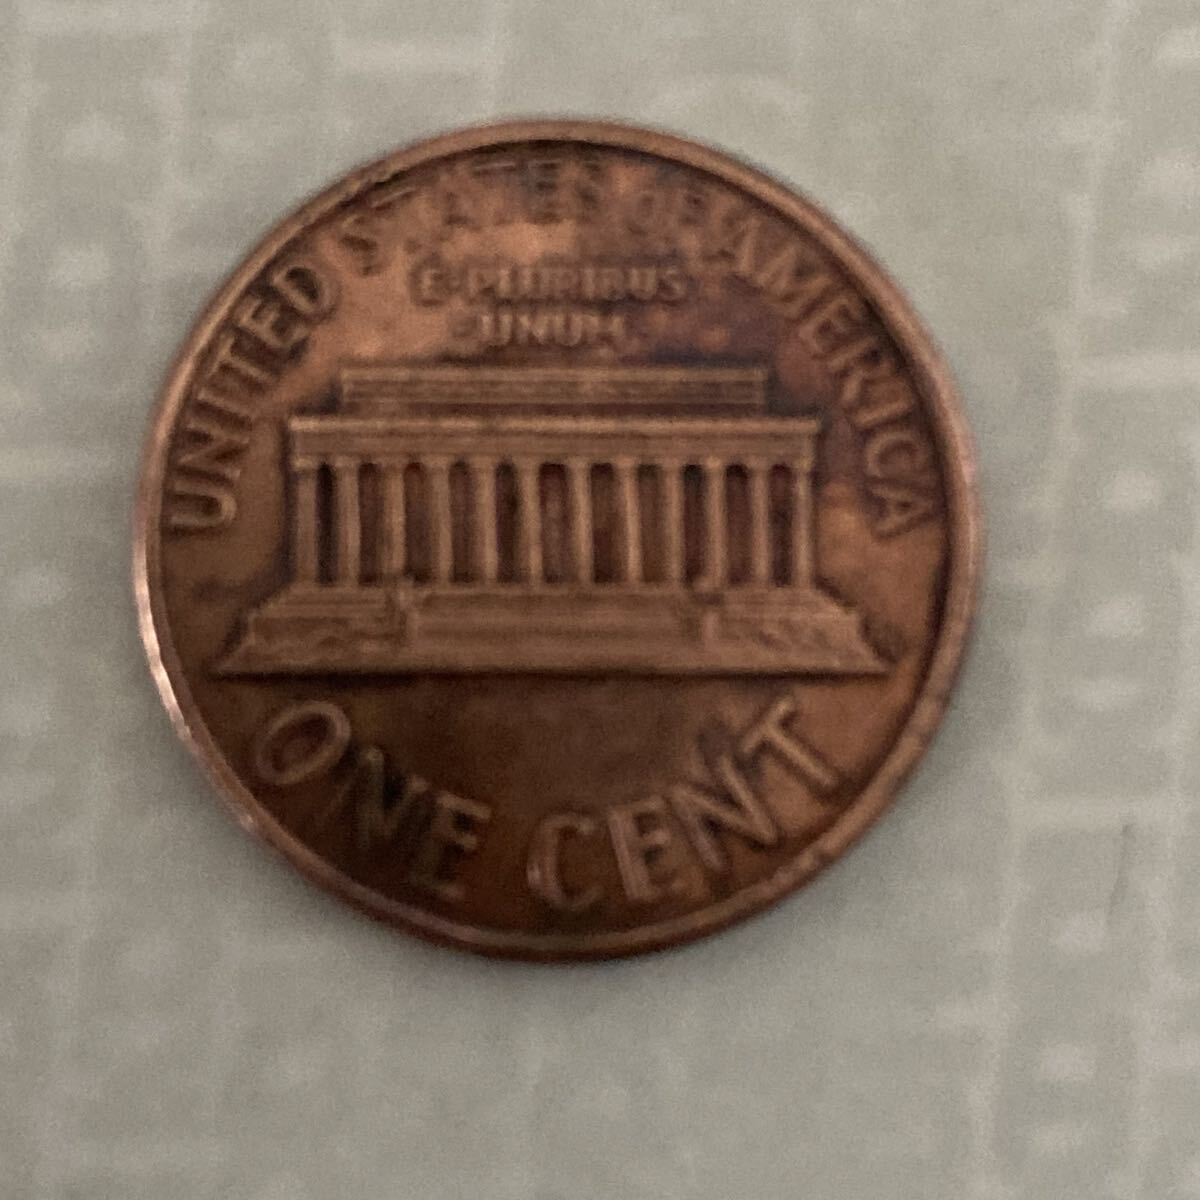 UNITED STATES OF AMERICA
E·PLURIBUS
UNUM
ONE CENT